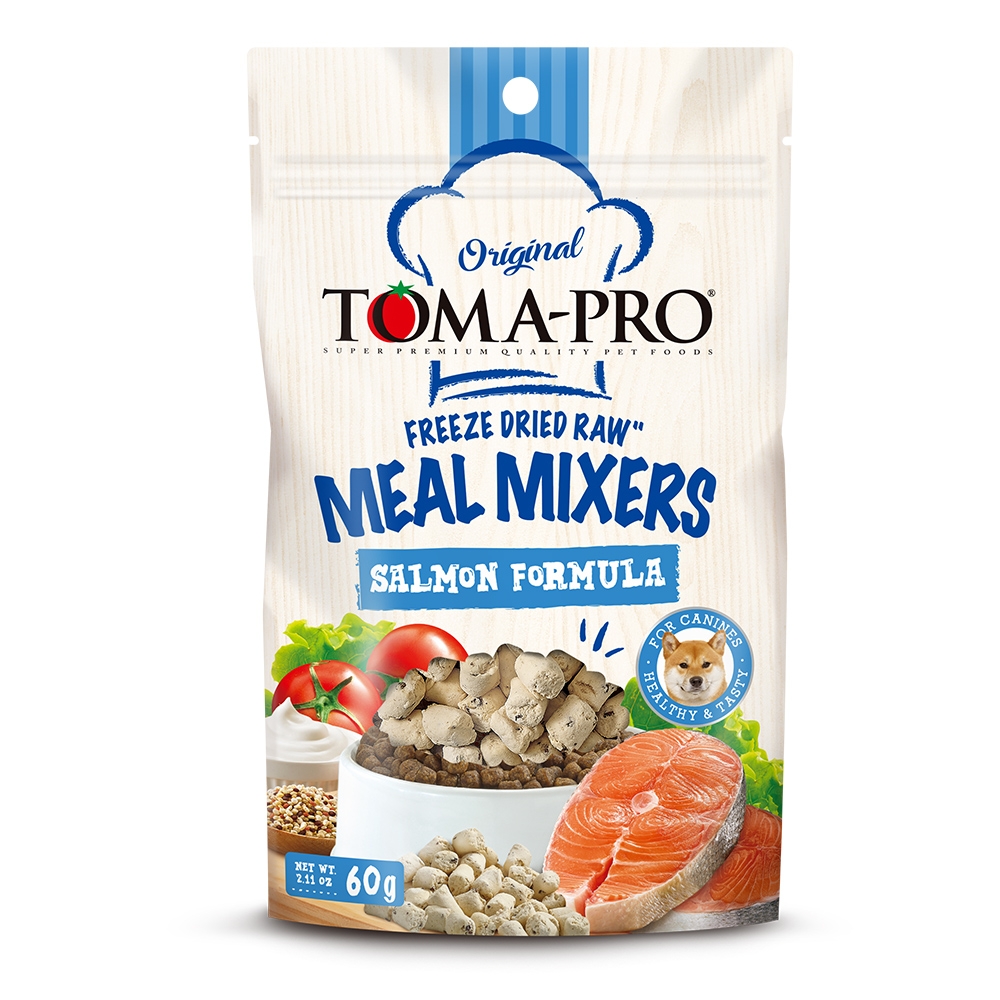 Original
TOMA-PRO®
SUPER PREMIUM QUALITY PET FOODS
FREEZE DRIED RAW"
MEAL MIXERS
SALMON FORMULA
FOR CANINES
HEALTHY & TASTY
NET WT.
2.11 oz
60g